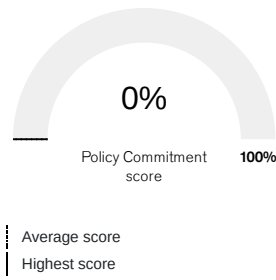 0%
Policy Commitment 100%
score
Average score
Highest score